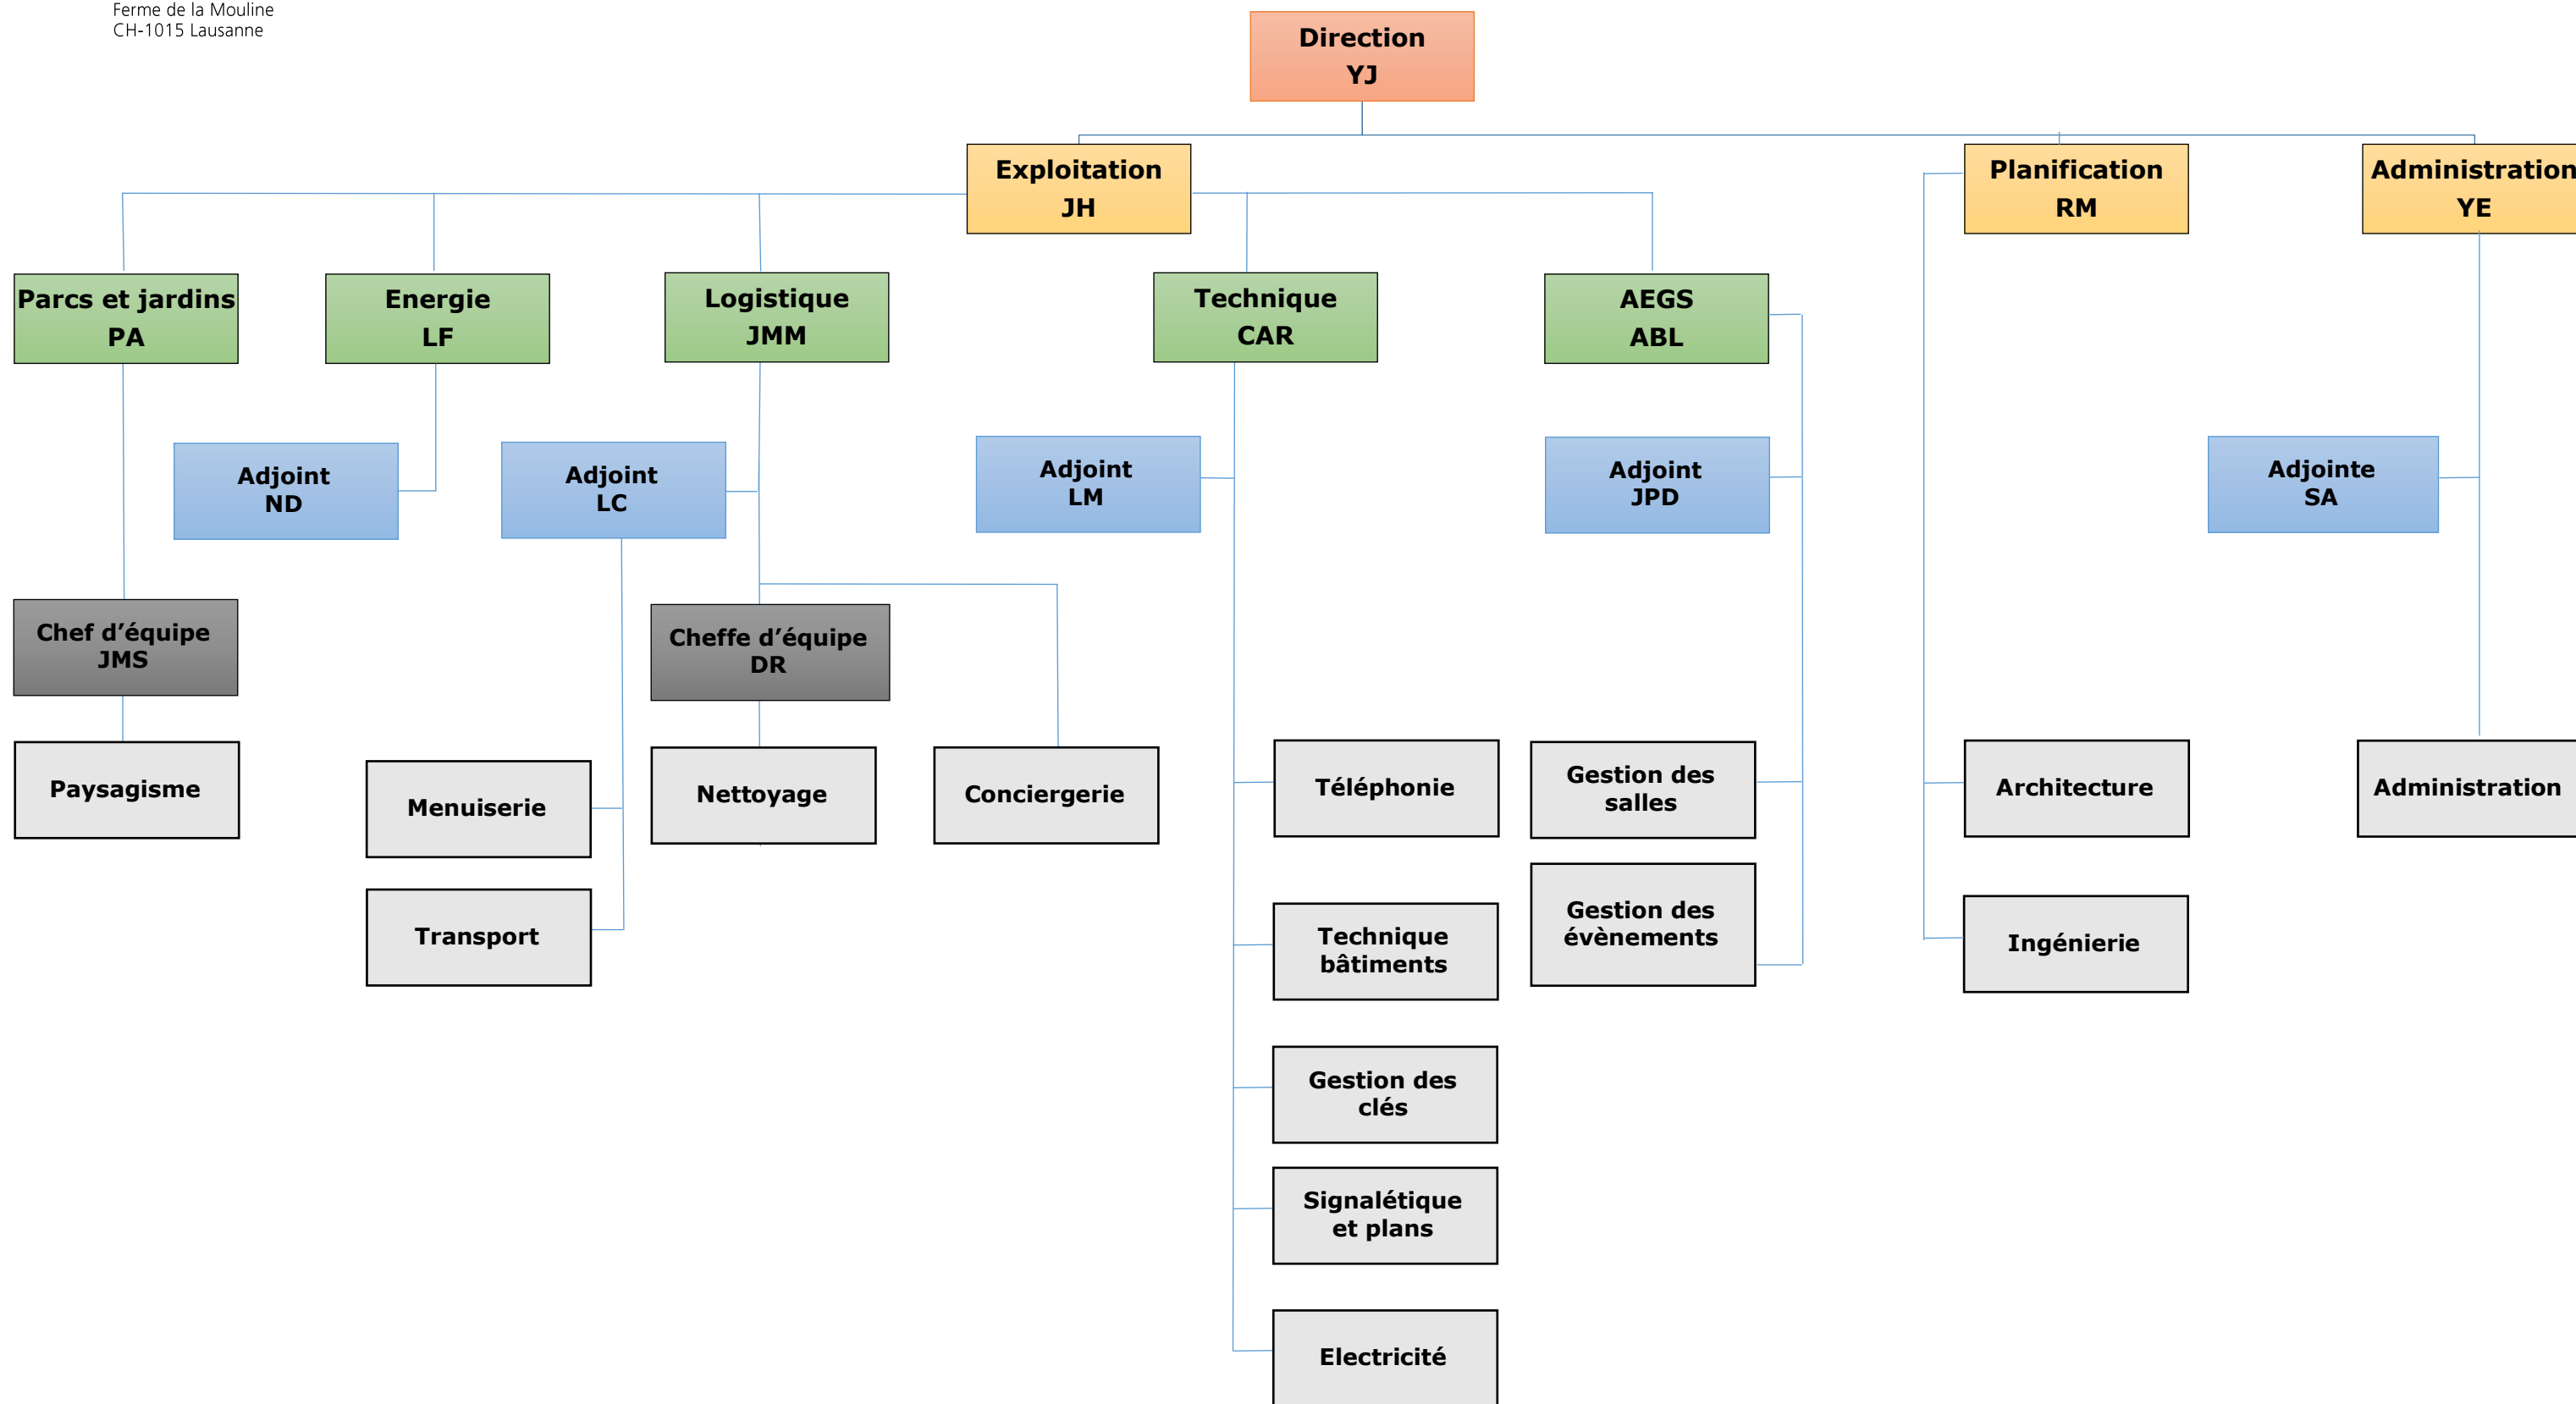 Ferme de la Mouline
CH-1015 Lausanne
Direction
YJ
Exploitation
JH
Planification
RM
Administration
YE
Parcs et jardins
PA
Energie
LF
Logistique
JMM
Technique
CAR
AEGS
ABL
Adjoint
ND
Adjoint
LC
Adjoint
LM
Adjoint
JPD
Adjointe
SA
Chef d’équipe
JMS
Cheffe d’équipe
DR
Paysagisme
Menuiserie
Transport
Nettoyage
Conciergerie
Téléphonie
Technique
bâtiments
Gestion des
clés
Signalétique
et plans
Electricité
Gestion des
salles
Gestion des
évènements
Architecture
Ingénierie
Administration